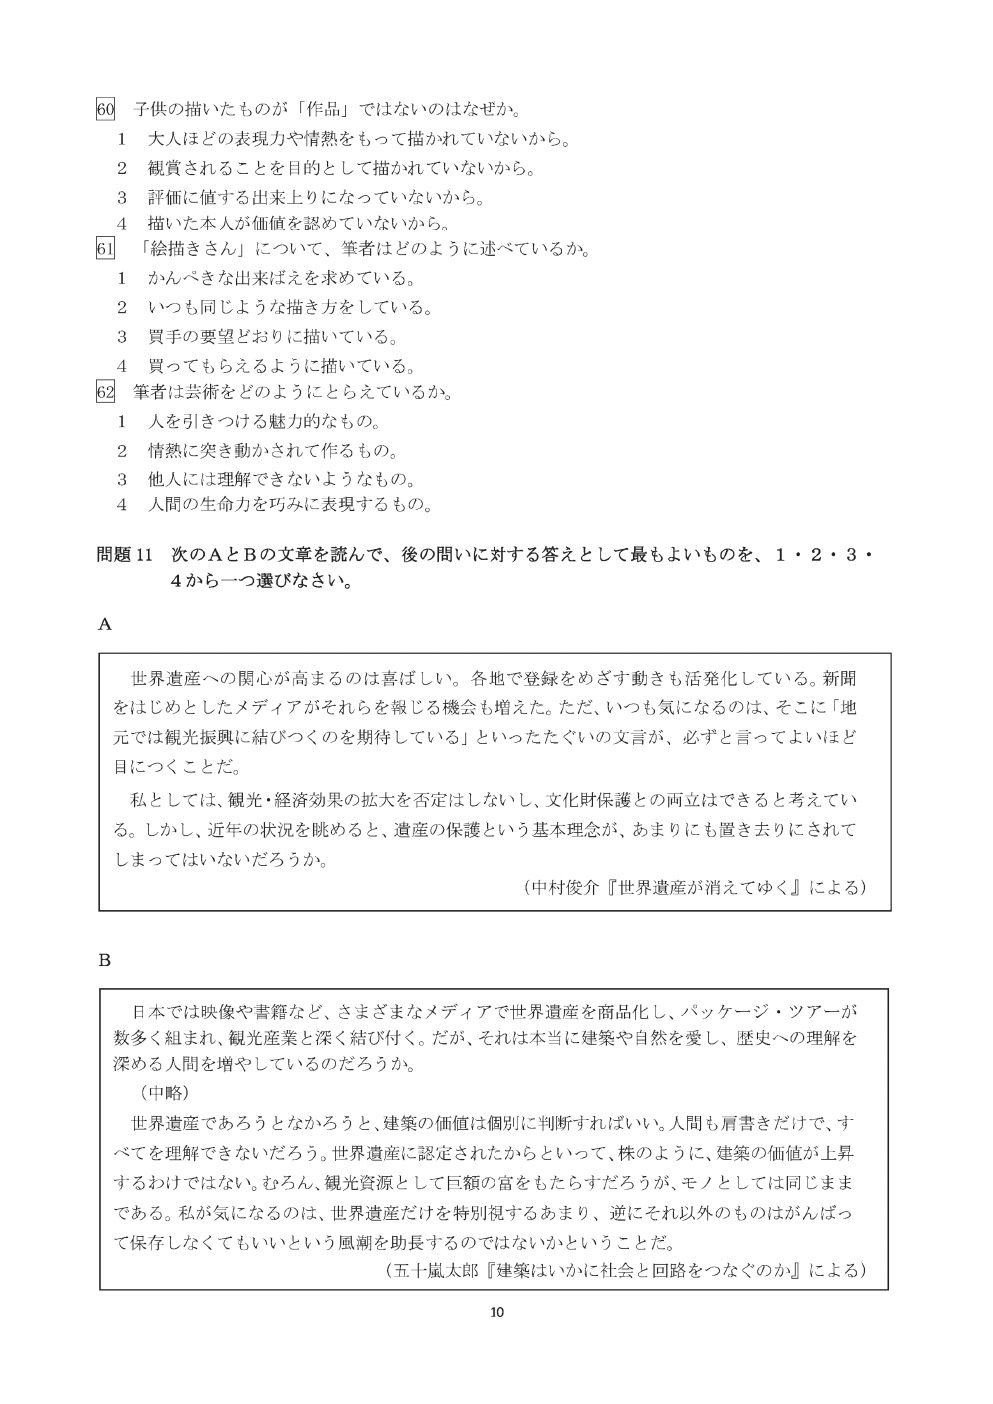 60　子供の描いたものが「作品」ではないのはなぜか。
1　大人ほどの表現力や情熱をもって描かれていないから。
2　観賞されることを目的として描かれていないから。
3　評価に値する出来上りになっていないから。
4　描いた本人が価値を認めていないから。
61　「絵描きさん」について、筆者はどのように述べているか。
1　かんぺきな出来ばえを求めている。
2　いつも同じような描き方をしている。
3　買手の要望どおりに描いている。
4　買ってもらえるように描いている。
62　筆者は芸術をどのようにとらえているか。
1　人を引きつける魅力的なもの。
2　情熱に突き動かされて作るもの。
3　他人には理解できないようなもの。
4　人間の生命力を巧みに表現するもの。
問題 11　次のＡとＢの文章を読んで、後の問いに対する答えとして最もよいものを、１・２・３・
４から一つ選びなさい。
A
世界遺産への関心が高まるのは喜ばしい。各地で登録をめざす動きも活発化している。新聞
をはじめとしたメディアがそれらを報じる機会も増えた。ただ、いつも気になるのは、そこに「地
元では観光振興に結びつくのを期待している」といったたぐいの文言が、必ずと言ってよいほど
目につくことだ。
私としては、観光・経済効果の拡大を否定はしないし、文化財保護との両立はできると考えてい
る。しかし、近年の状況を眺めると、遺産の保護という基本理念が、あまりにも置き去りにされて
しまってはいないだろうか。
（中村俊介『世界遺産が消えてゆく』による）
B
日本では映像や書籍など、さまざまなメディアで世界遺産を商品化し、パッケージ・ツアーが
数多く組まれ、観光産業と深く結び付く。だが、それは本当に建築や自然を愛し、歴史への理解を
深める人間を増やしているのだろうか。
（中略）
世界遺産であろうとなかろうと、建築の価値は個別に判断すればいい。人間も肩書きだけで、す
べてを理解できないだろう。世界遺産に認定されたからといって、株のように、建築の価値が上昇
するわけではない。むろん、観光資源として巨額の富をもたらすだろうが、モノとしては同じまま
である。私が気になるのは、世界遺産だけを特別視するあまり、逆にそれ以外のものはがんばっ
て保存しなくてもいいという風潮を助長するのではないかということだ。
（五十嵐太郎『建築はいかに社会と回路をつなぐのか』による）
10